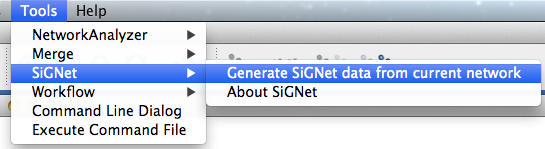 Tools Help
NetworkAnalyzer
Merge
SiGNet Generate SiGNet data from current network
Workflow About SiGNet
Command Line Dialog
Execute Command File